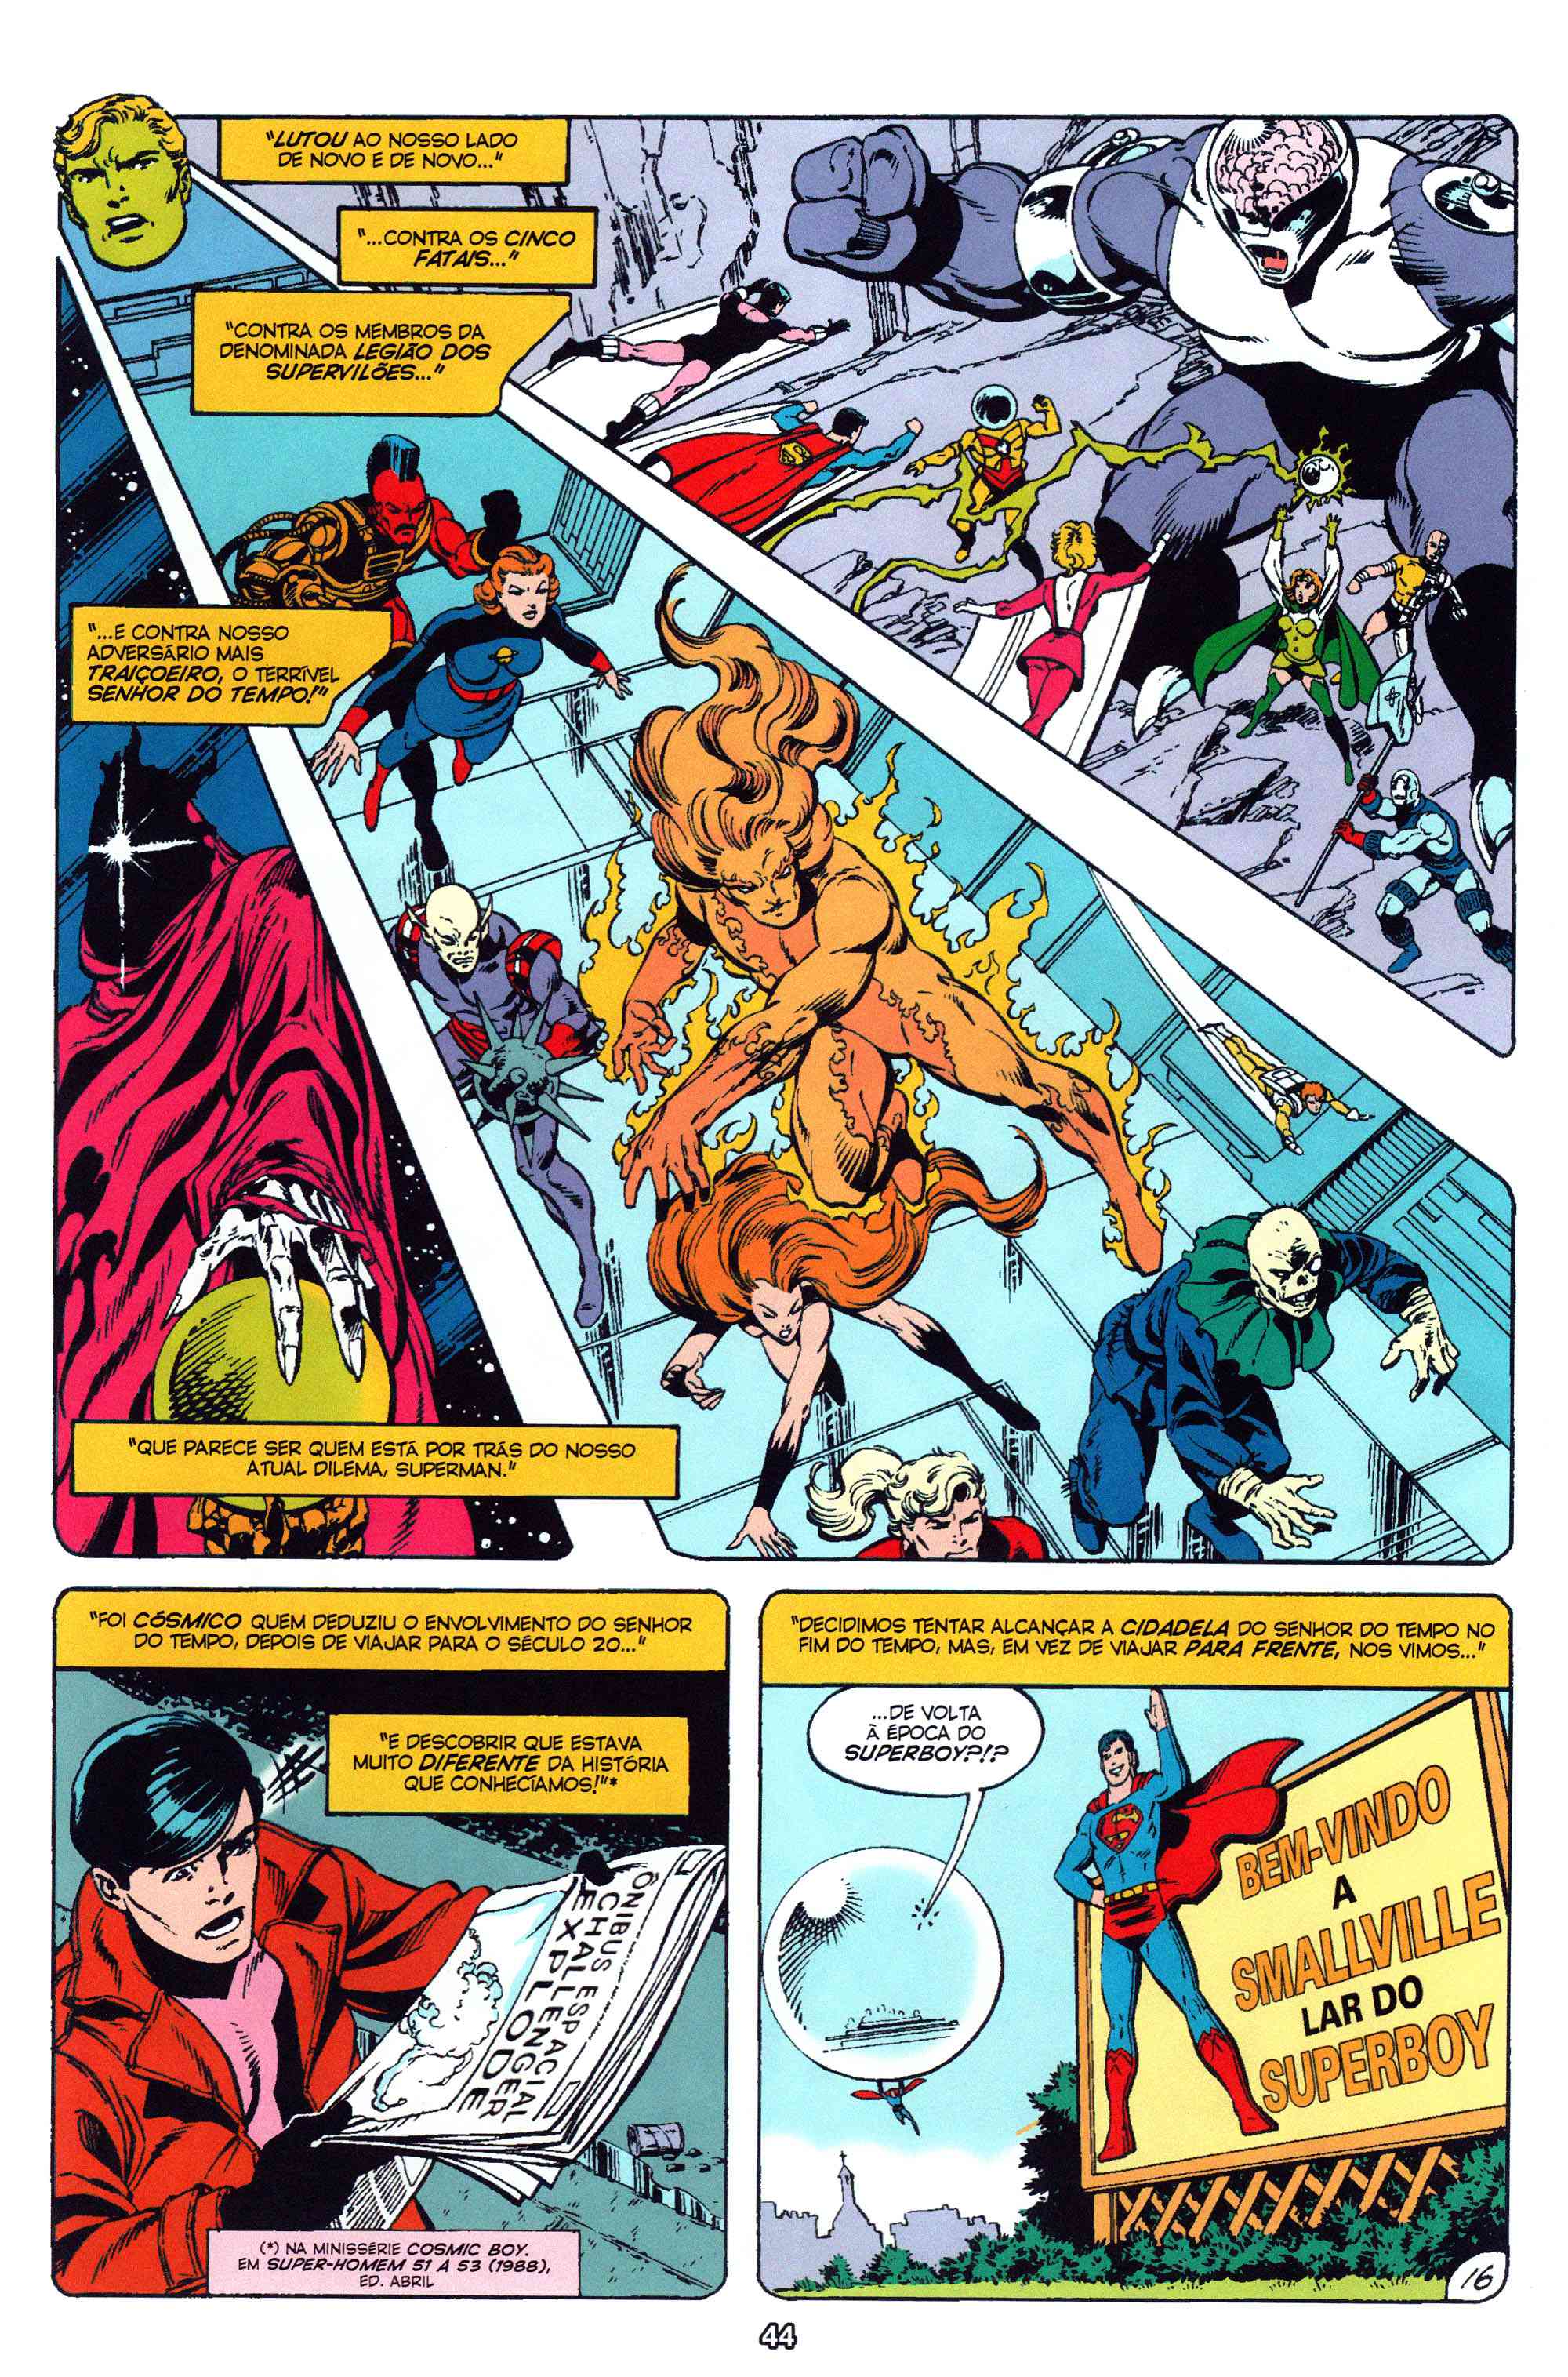 "LUTOU AO NOSSO LADO
DE NOVO E DE NOVO..."
"...CONTRA OS CINCO
FATAIS..."
"CONTRA OS MEMBROS DA
DENOMINADA LEGIÃO DOS
SUPERVILÕES..."
"...E CONTRA NOSSO
ADVERSÁRIO MAIS
TRAIÇOEIRO, O TERRÍVEL
SENHOR DO TEMPO!"
"QUE PARECE SER QUEM ESTÁ POR TRÁS DO NOSSO
ATUAL DILEMA, SUPERMAN."
"FOI CÓSMICO QUEM DEDUZIU O ENVOLVIMENTO DO SENHOR
DO TEMPO, DEPOIS DE VIAJAR PARA O SÉCULO 20..."
"E DESCOBRIR QUE ESTAVA
MUITO DIFERENTE DA HISTÓRIA
QUE CONHECÍAMOS!"*
ÔNIBUS ESPACIAL
CHALLENGER
EXPLODE
(*) NA MINISSÉRIE COSMIC BOY.
EM SUPER-HOMEM 51 A 53 (1988),
ED. ABRIL
"DECIDIMOS TENTAR ALCANÇAR A CIDADELA DO SENHOR DO TEMPO NO
FIM DO TEMPO, MAS, EM VEZ DE VIAJAR PARA FRENTE, NOS VIMOS..."
...DE VOLTA
À ÉPOCA DO
SUPERBOY?!?
BEM-VINDO
A
SMALLVILLE
LAR DO
SUPERBOY
16
44